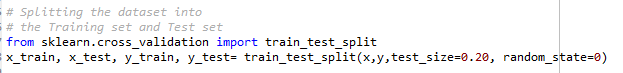 # Splitting the dataset into
# the Training set and Test set
from sklearn.cross_validation import train_test_split
x_train, x_test, y_train, y_test= train_test_split(x,y,test_size=0.20, random_state=0)